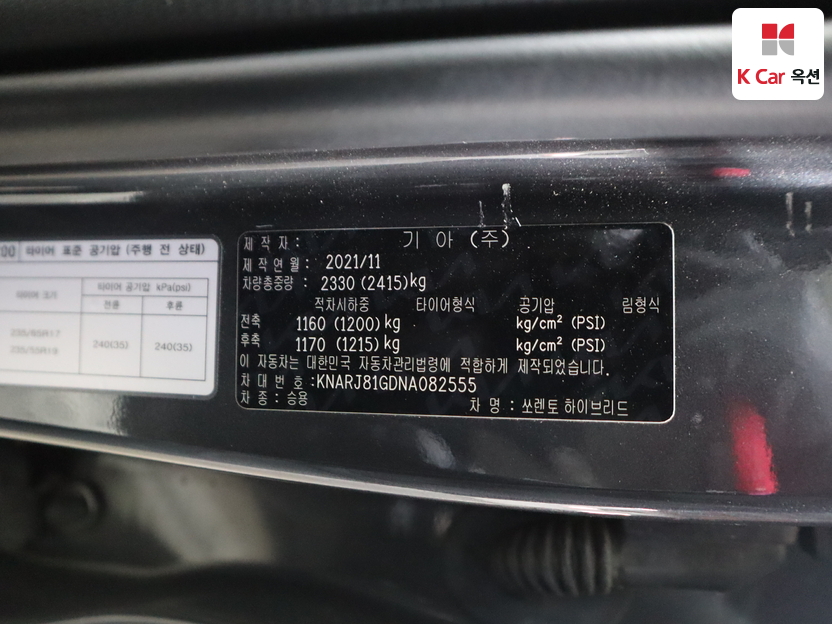 K Car 옥션
00 타이어 표준 공기압 (주행 전 상태)
타이어 크기 타이어 공기압 kPa(psi)
전륜 후륜
235/65R17
235/55R19
240(35) 240(35)
제 작 자 : 기 아 (주)
제 작 연 월 : 2021/11
차량총중량 : 2330 (2415)kg
적차시하중 타이어형식 공기압 림형식
전축 1160 (1200) kg kg/cm² (PSI)
후축 1170 (1215) kg kg/cm² (PSI)
이 자동차는 대한민국 자동차관리법령에 적합하게 제작되었습니다.
차 대 번 호 :KNARJ81GDNA082555
차 종 : 승용 차 명 : 쏘렌토 하이브리드